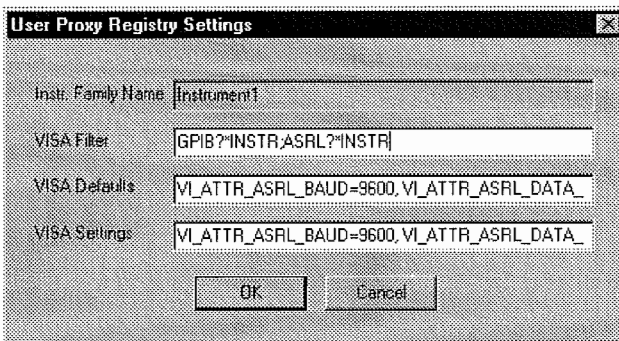 User Proxy Registry Settings
Instr. Family Name Instrument1
VISA Filter GPIB?*INSTR;ASRL?*INSTR
VISA Defaults VI_ATTR_ASRL_BAUD=9600, VI_ATTR_ASRL_DATA_
VISA Settings VI_ATTR_ASRL_BAUD=9600, VI_ATTR_ASRL_DATA_
OK Cancel